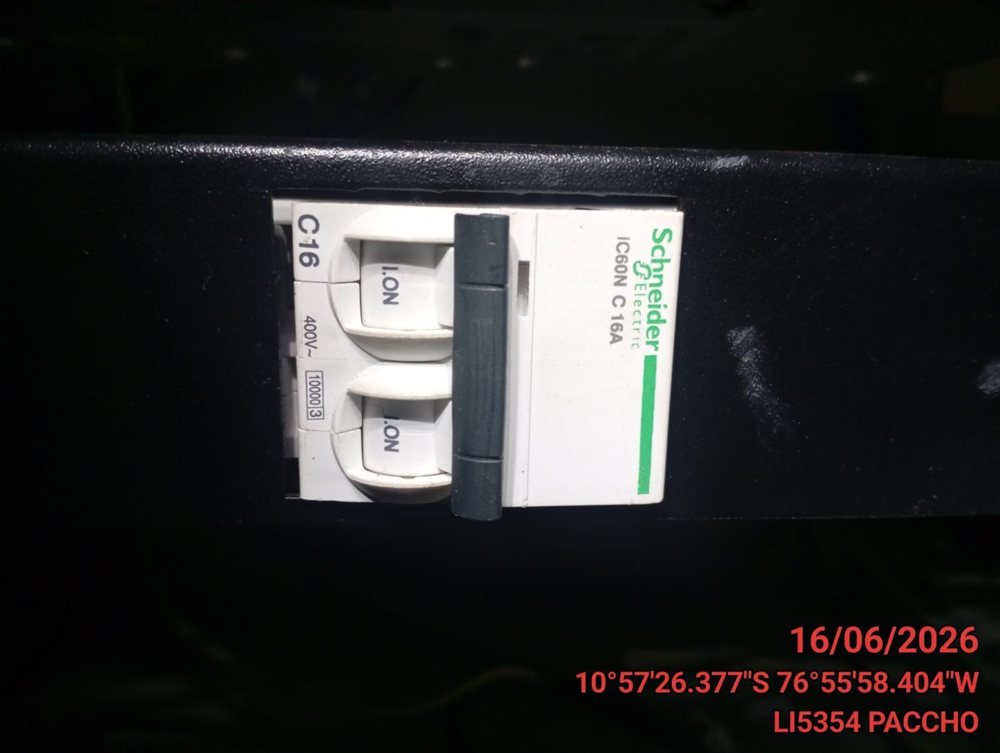 Schneider
Electric
iC60N C 16A
I.ON
I.ON
C16
400V~
10000 3
16/06/2026
10°57'26.377"S 76°55'58.404"W
LI5354 PACCHO